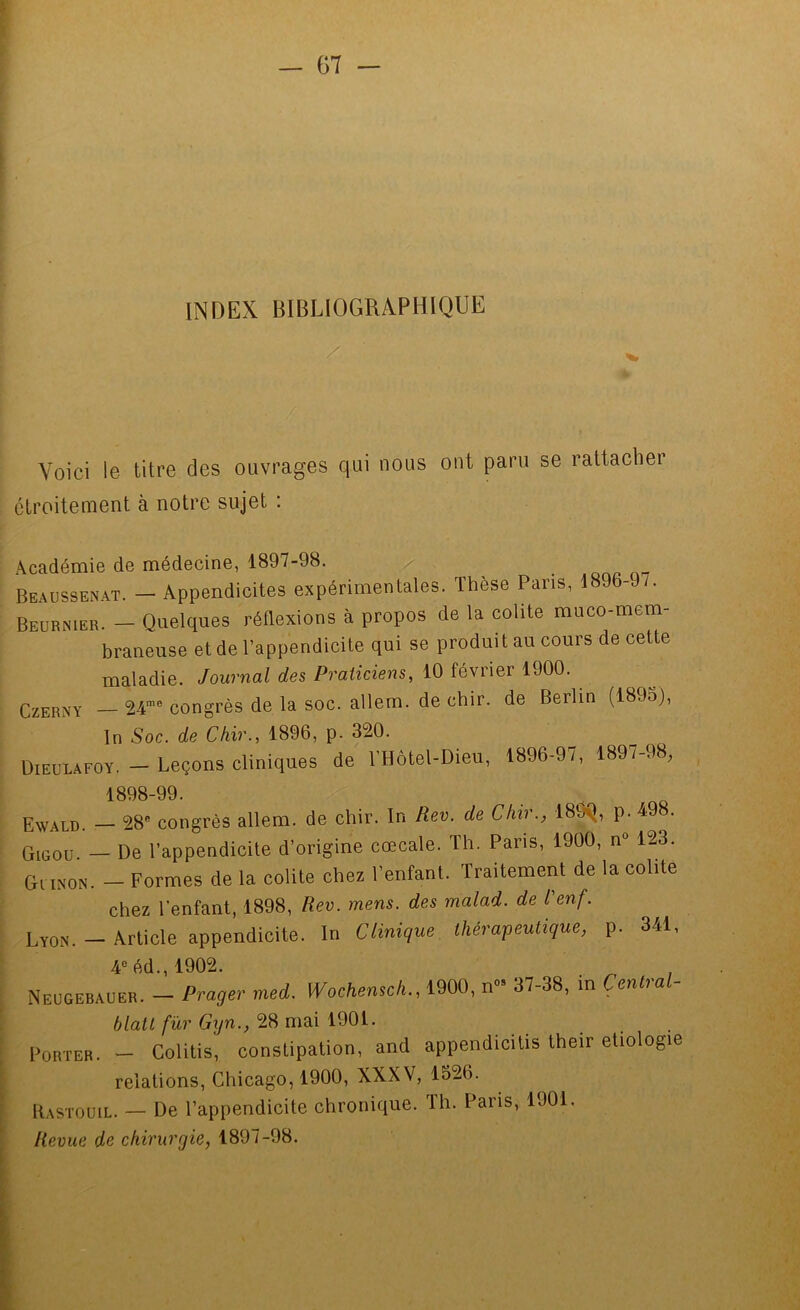 — 67 —
INDEX BIBLIOGRAPHIQUE
Voici le titre des ouvrages qui nous ont paru se rattacher
étroitement à notre sujet :
Académie de médecine, 1897-98.
Beaussenat. — Appendicites expérimentales. Thèse Paris, 1896-97.
Beurnier. — Quelques réflexions à propos de la colite muco-mem-
braneuse et de l'appendicite qui se produit au cours de cette
maladie. Journal des Praticiens, 10 février 1900.
Czerny — 24me congrès de la soc. allem. de chir. de Berlin (1895),
In Soc. de Chir., 1896, p. 320.
Dieulafoy. — Leçons cliniques de l'Hôtel-Dieu, 1896-97, 1897-98,
1898-99.
Ewald. — 28e congrès allem. de chir. In Rev. de Chir., 1899, p. 498.
Gigou. — De l'appendicite d'origine cœcale. Th. Paris, 1900, n° 123.
Guinon. — Formes de la colite chez l'enfant. Traitement de la colite
chez l'enfant, 1898, Rev. mens. des malad. de l'enf.
Lyon. — Article appendicite. In Clinique thérapeutique, p. 341,
4e éd., 1902.
Neugebauer. — Prager med. Wochensch., 1900, nos 37-38, in Central-
blatt für Gyn., 28 mai 1901.
Porter. — Colitis, constipation, and appendicitis their etiologie
relations, Chicago, 1900, XXXV, 1526.
Rastouil. — De l'appendicite chronique. Th. Paris, 1901.
Revue de chirurgie, 1897-98.